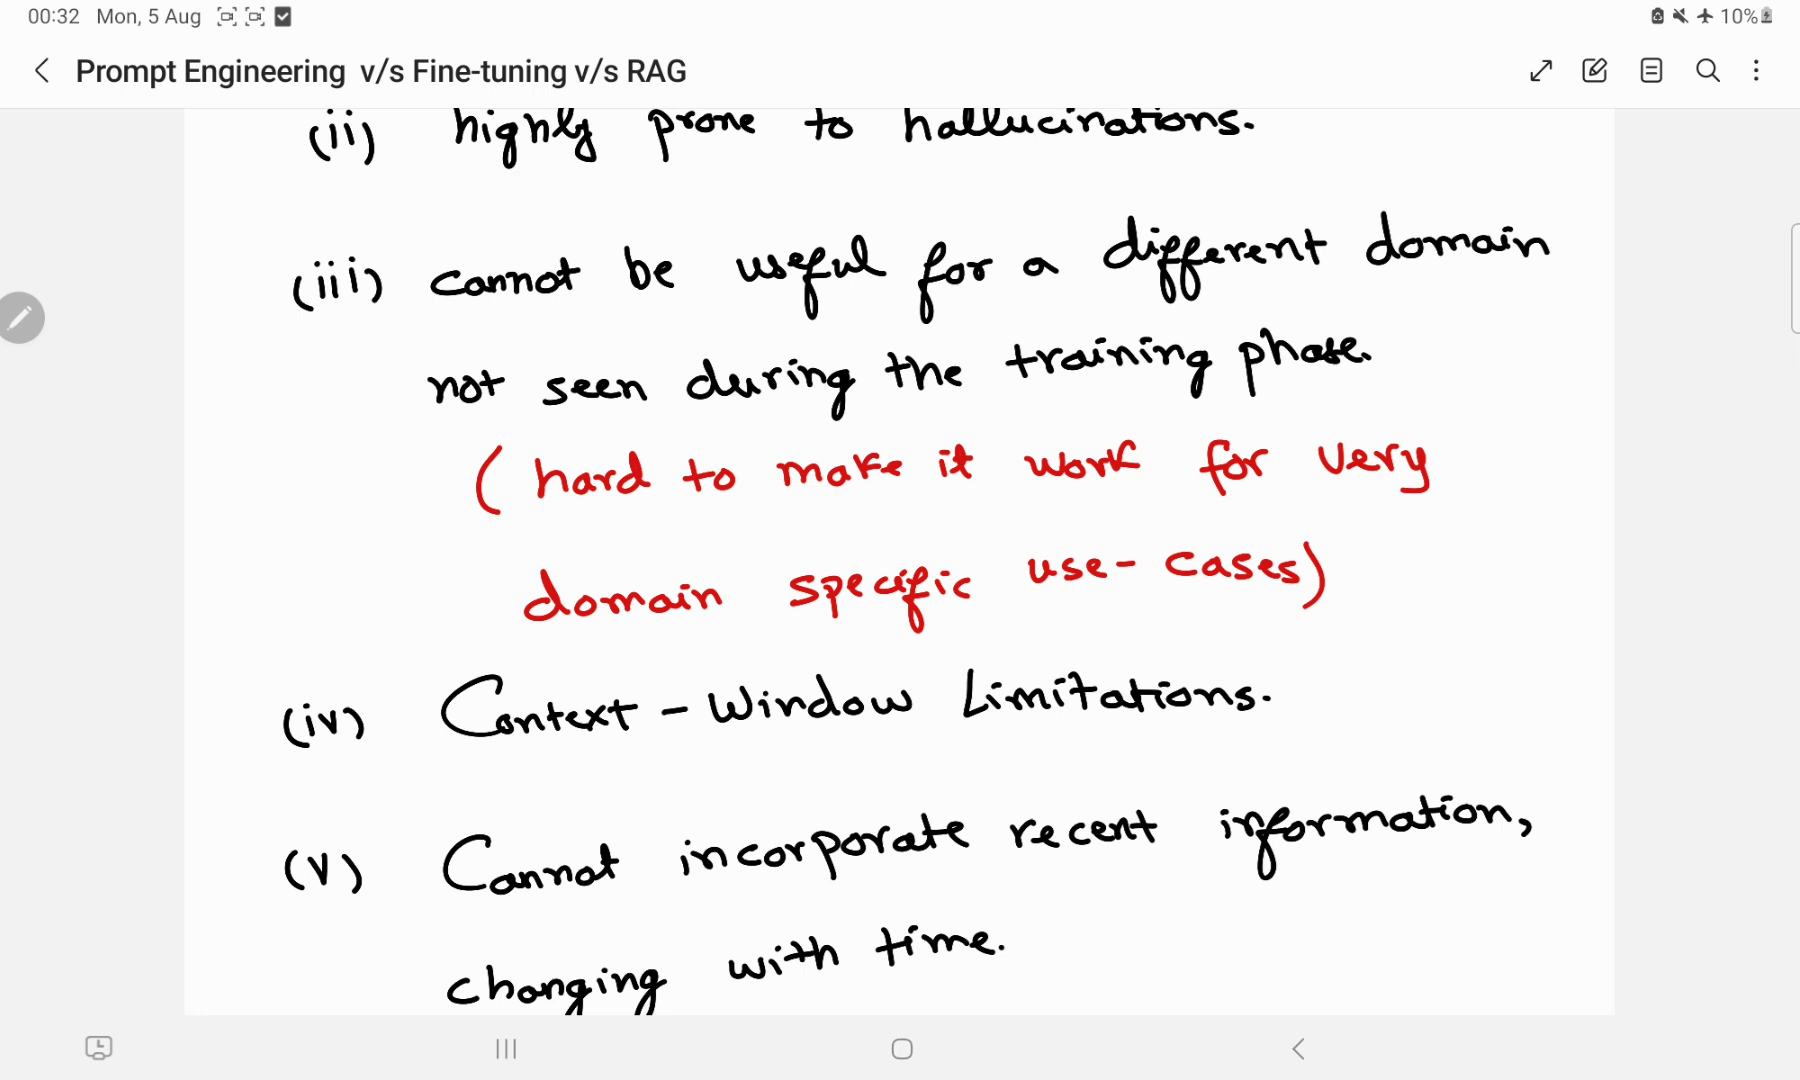 00:32 Mon, 5 Aug
10%
Prompt Engineering v/s Fine-tuning v/s RAG
(ii) highly prone to hallucinations.
(iii) cannot be useful for a different domain
not seen during the training phase.
(hard to make it work for very
domain specific use-cases)
(iv) Context-Window Limitations.
(v) Cannot incorporate recent information,
changing with time.